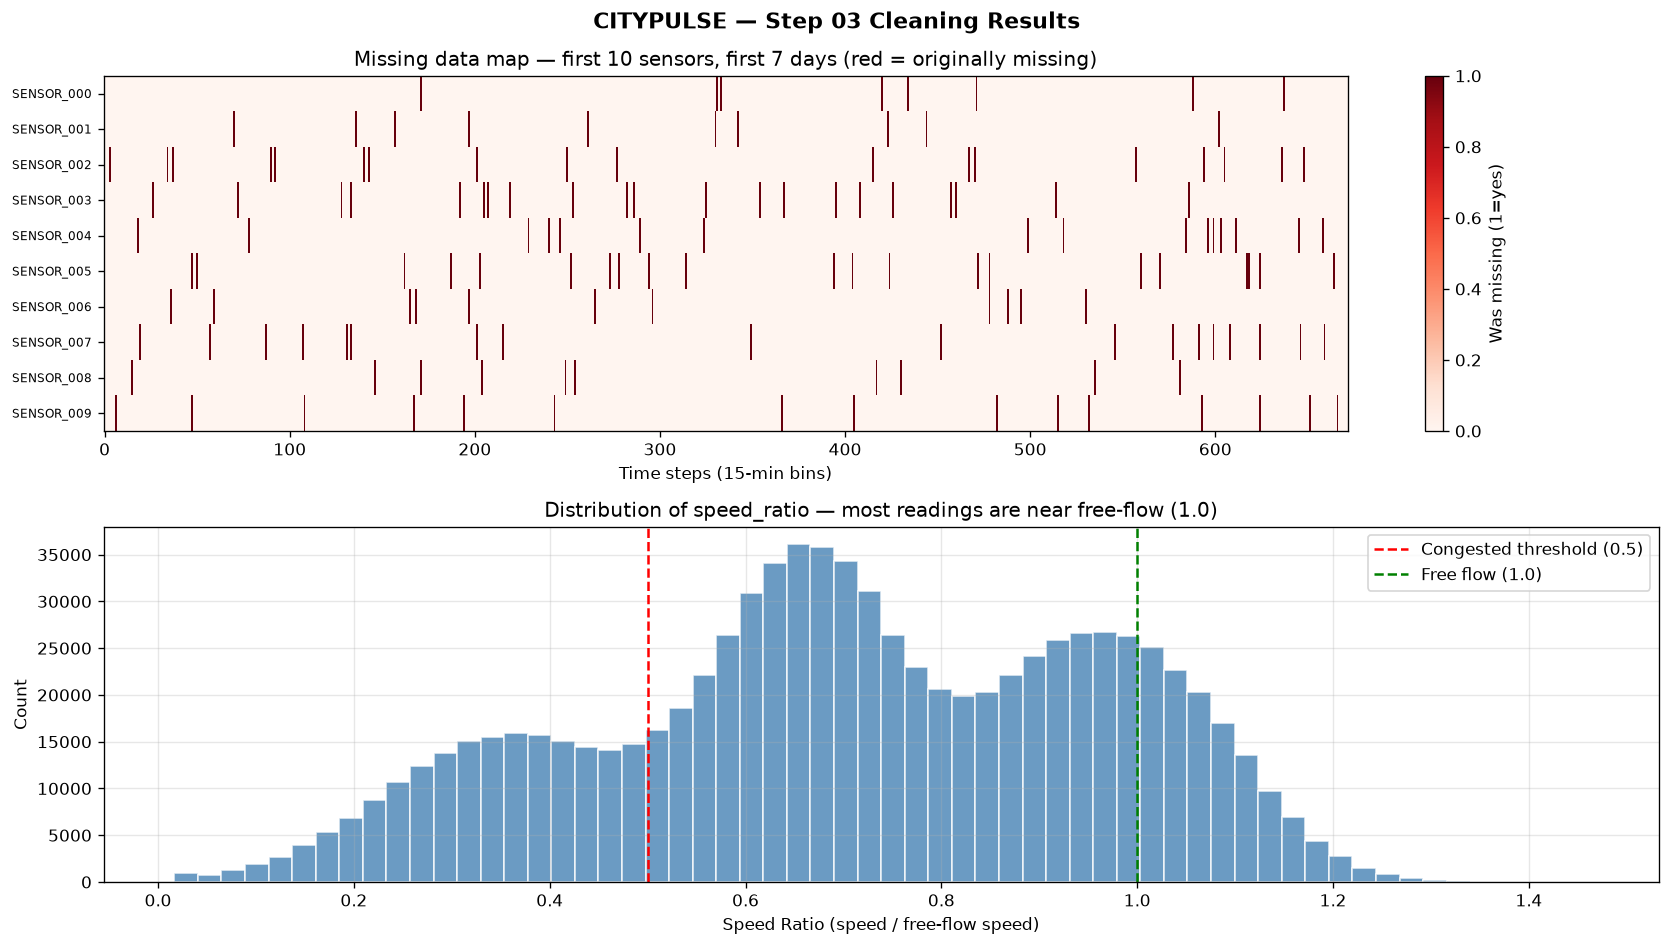 CITYPULSE — Step 03 Cleaning Results
Missing data map — first 10 sensors, first 7 days (red = originally missing)
SENSOR_000
SENSOR_001
SENSOR_002
SENSOR_003
SENSOR_004
SENSOR_005
SENSOR_006
SENSOR_007
SENSOR_008
SENSOR_009
0 100 200 300 400 500 600
Time steps (15-min bins)
1.0
0.8
0.6
0.4
0.2
0.0
Was missing (1=yes)
Distribution of speed_ratio — most readings are near free-flow (1.0)
Congested threshold (0.5)
Free flow (1.0)
35000
30000
25000
20000
15000
10000
5000
0
Count
0.0 0.2 0.4 0.6 0.8 1.0 1.2 1.4
Speed Ratio (speed / free-flow speed)